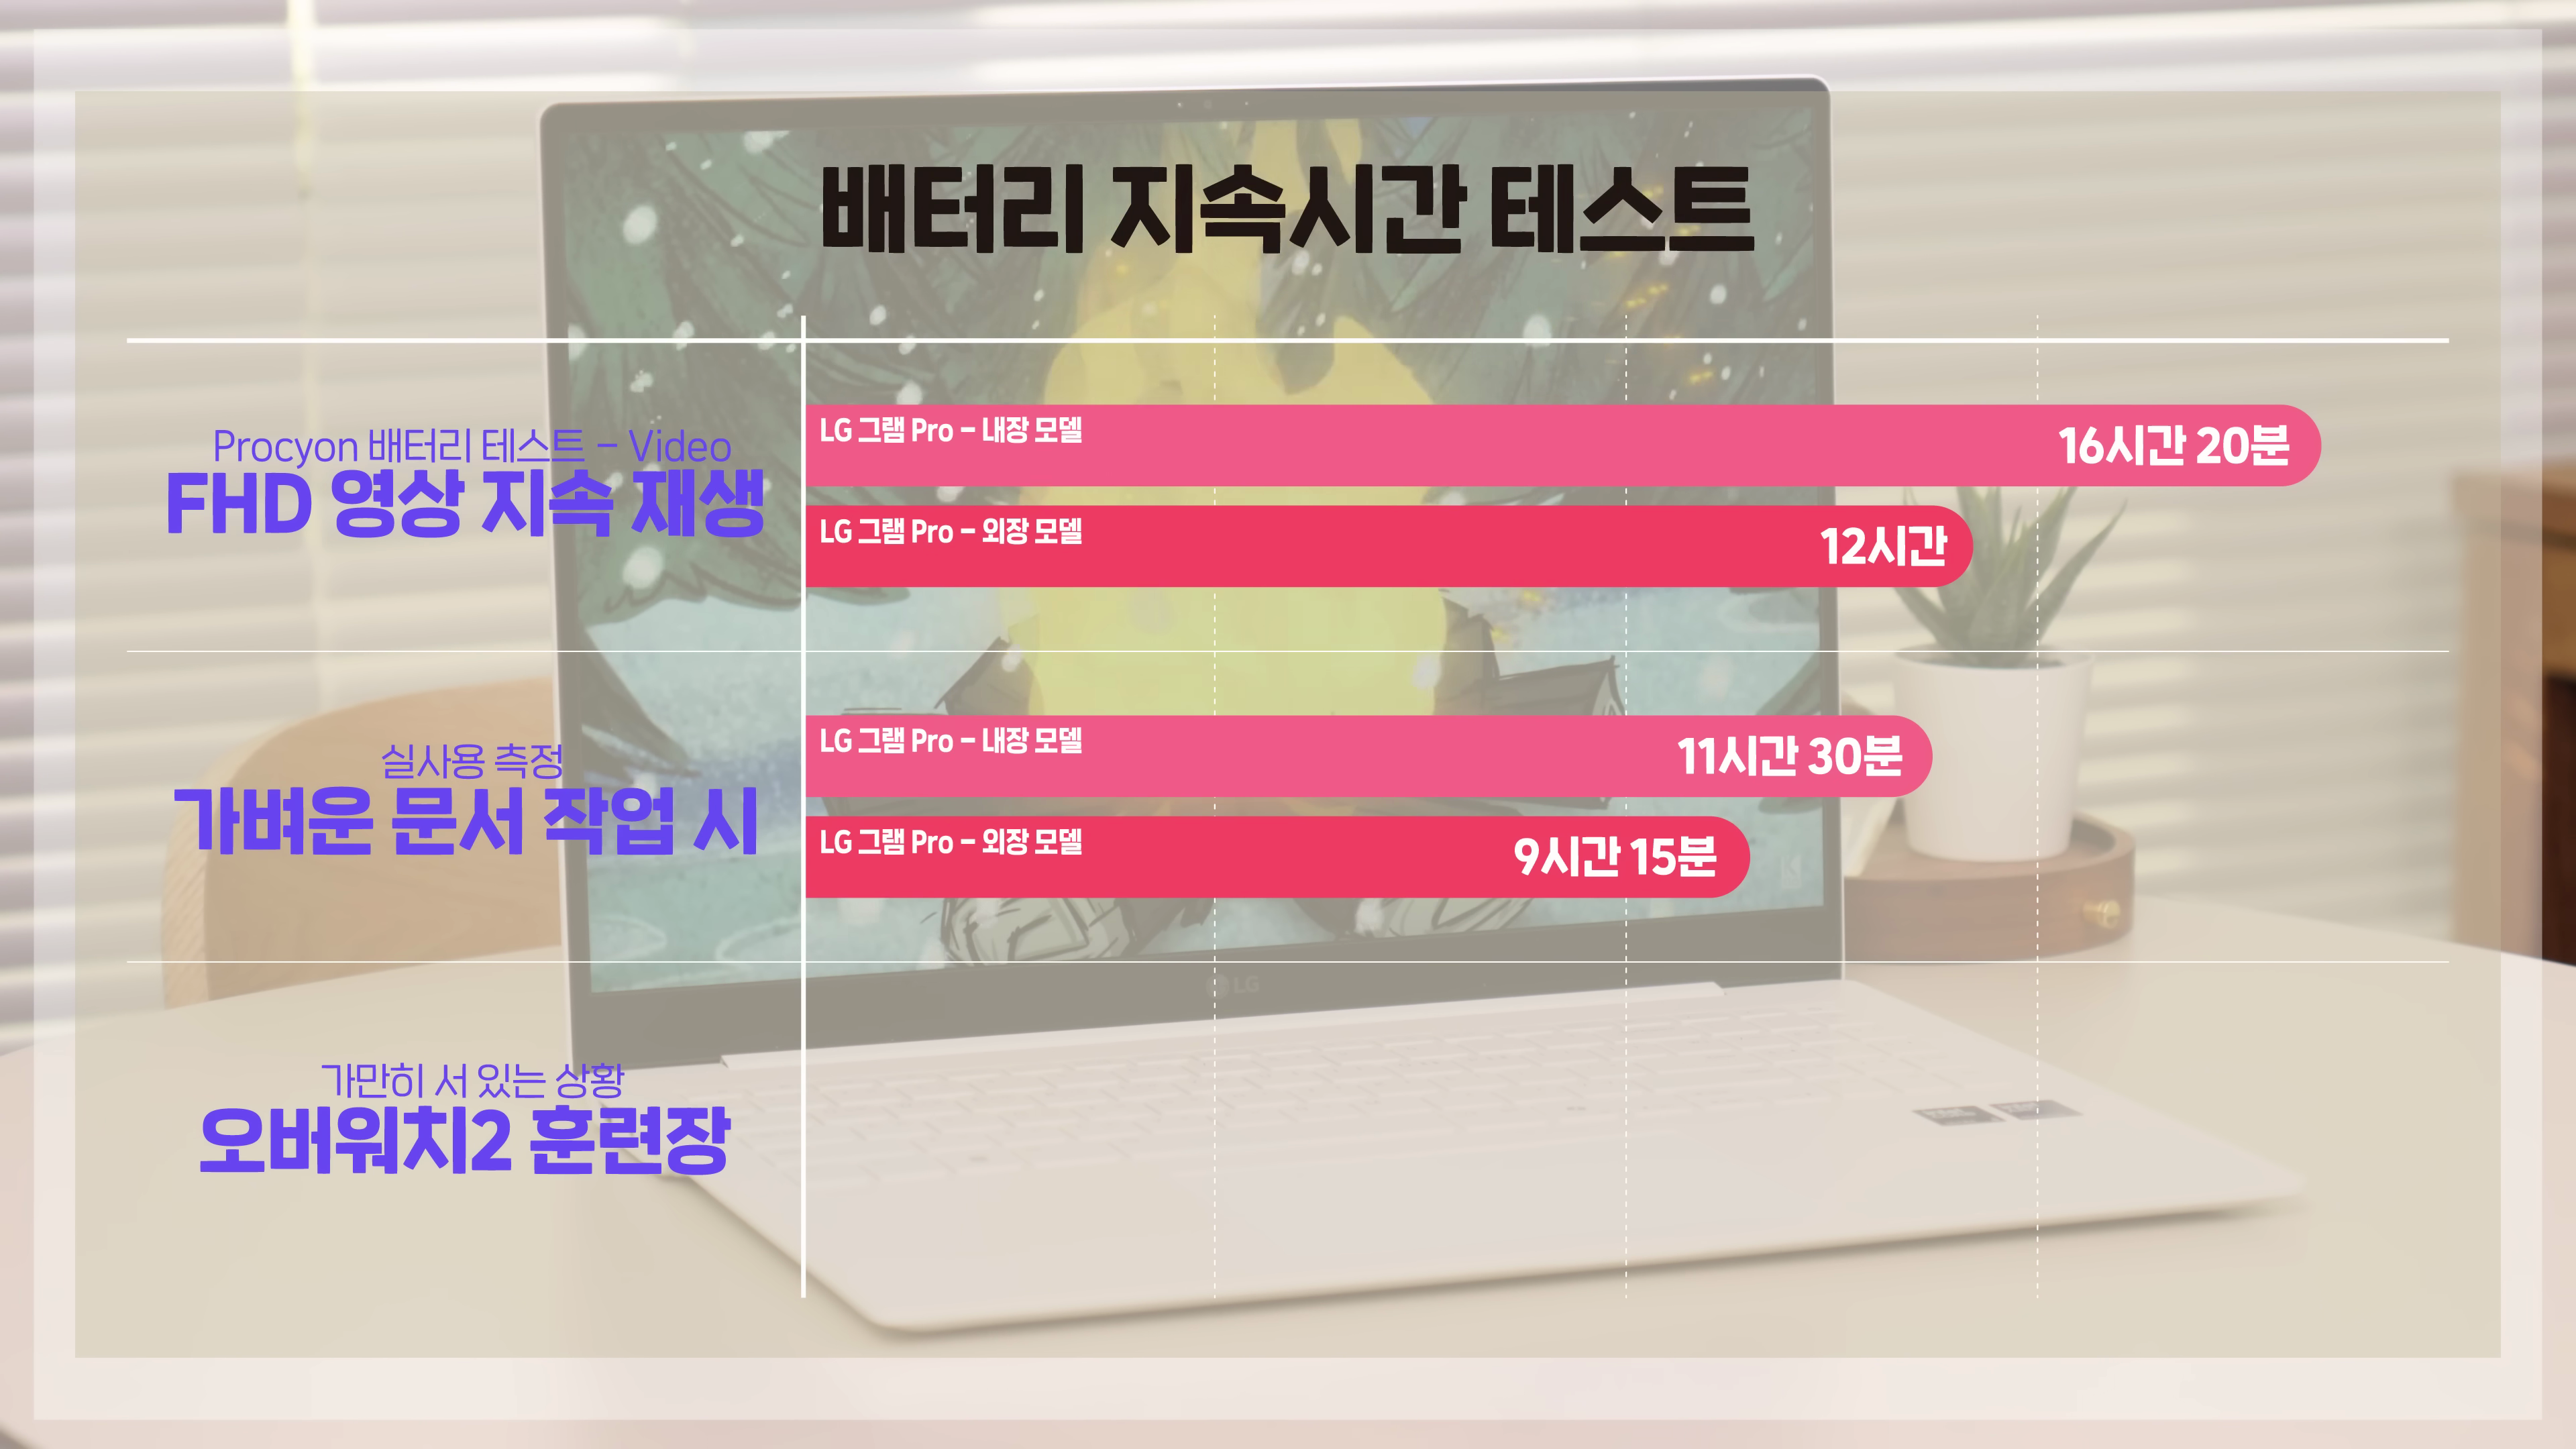 배터리 지속시간 테스트
Procyon 배터리 테스트 - Video
FHD 영상 지속 재생
LG 그램 Pro - 내장 모델
16시간 20분
LG 그램 Pro - 외장 모델
12시간
실사용 측정
가벼운 문서 작업 시
LG 그램 Pro - 내장 모델
11시간 30분
LG 그램 Pro - 외장 모델
9시간 15분
LG
가만히 서 있는 상황
오버워치2 훈련장